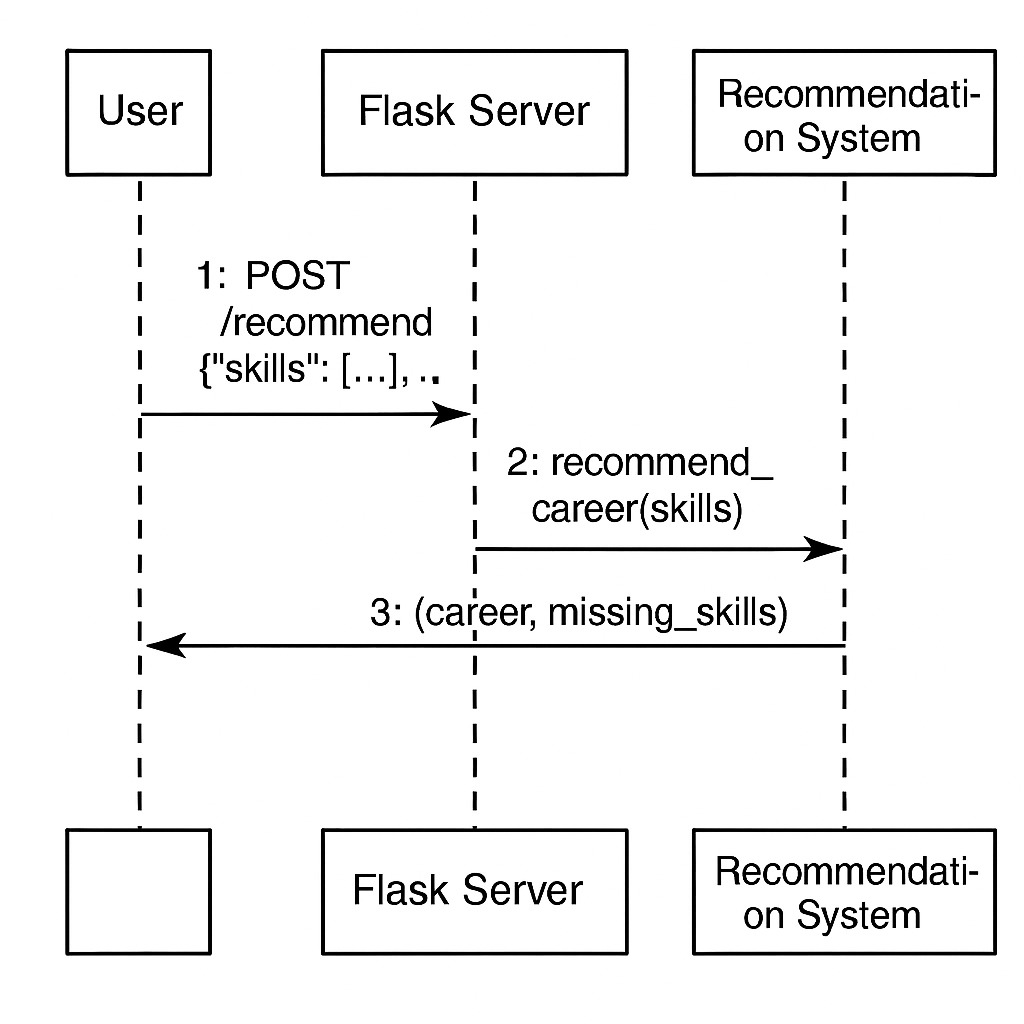 User
Flask Server
Recommendati-
on System
1: POST
/recommend
{"skills": [...], ..
2: recommend_
career(skills)
3: (career, missing_skills)
Flask Server
Recommendati-
on System